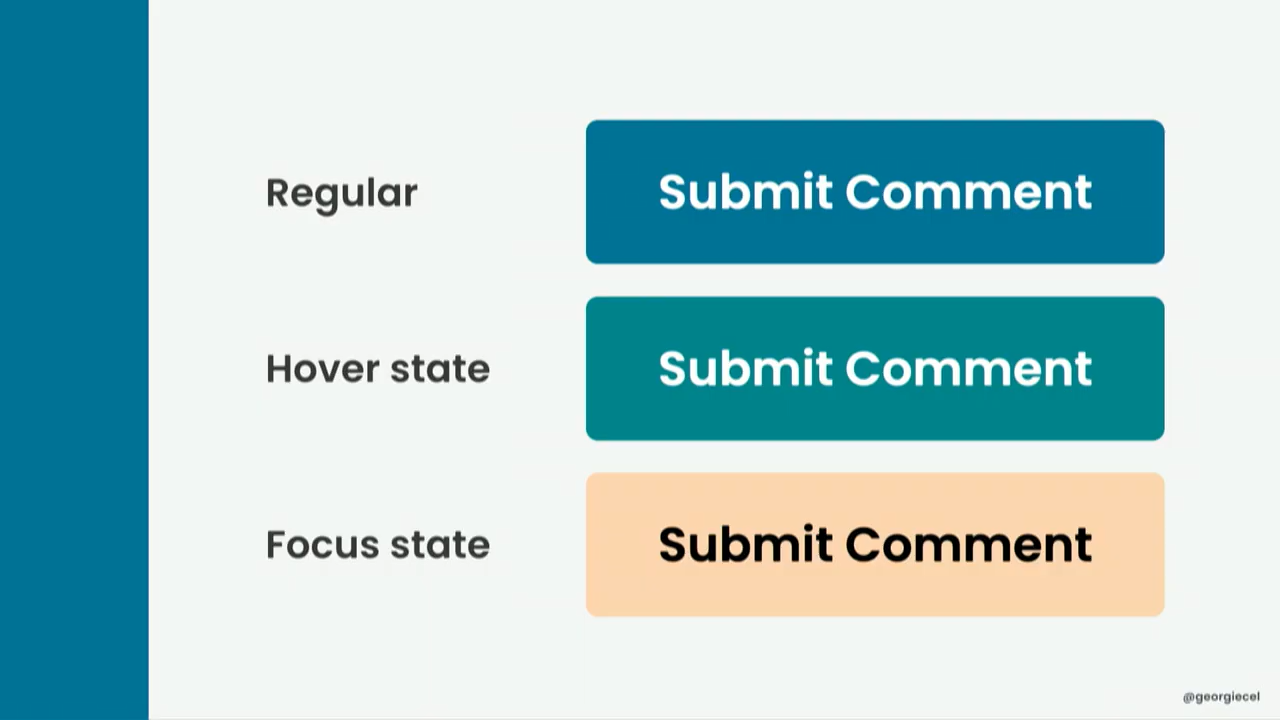 Regular
Submit Comment
Hover state
Submit Comment
Focus state
Submit Comment
@georgiecel